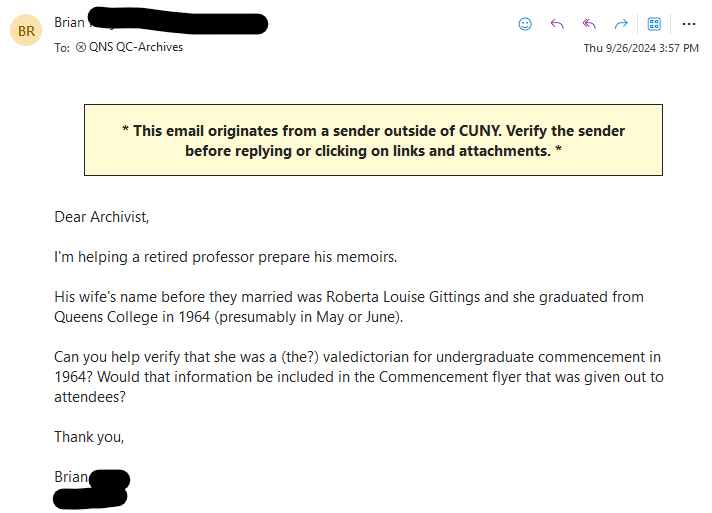 BR
Brian
To: QNS QC-Archives
Thu 9/26/2024 3:57 PM
* This email originates from a sender outside of CUNY. Verify the sender
before replying or clicking on links and attachments. *
Dear Archivist,
I'm helping a retired professor prepare his memoirs.
His wife's name before they married was Roberta Louise Gittings and she graduated from
Queens College in 1964 (presumably in May or June).
Can you help verify that she was a (the?) valedictorian for undergraduate commencement in
1964? Would that information be included in the Commencement flyer that was given out to
attendees?
Thank you,
Brian